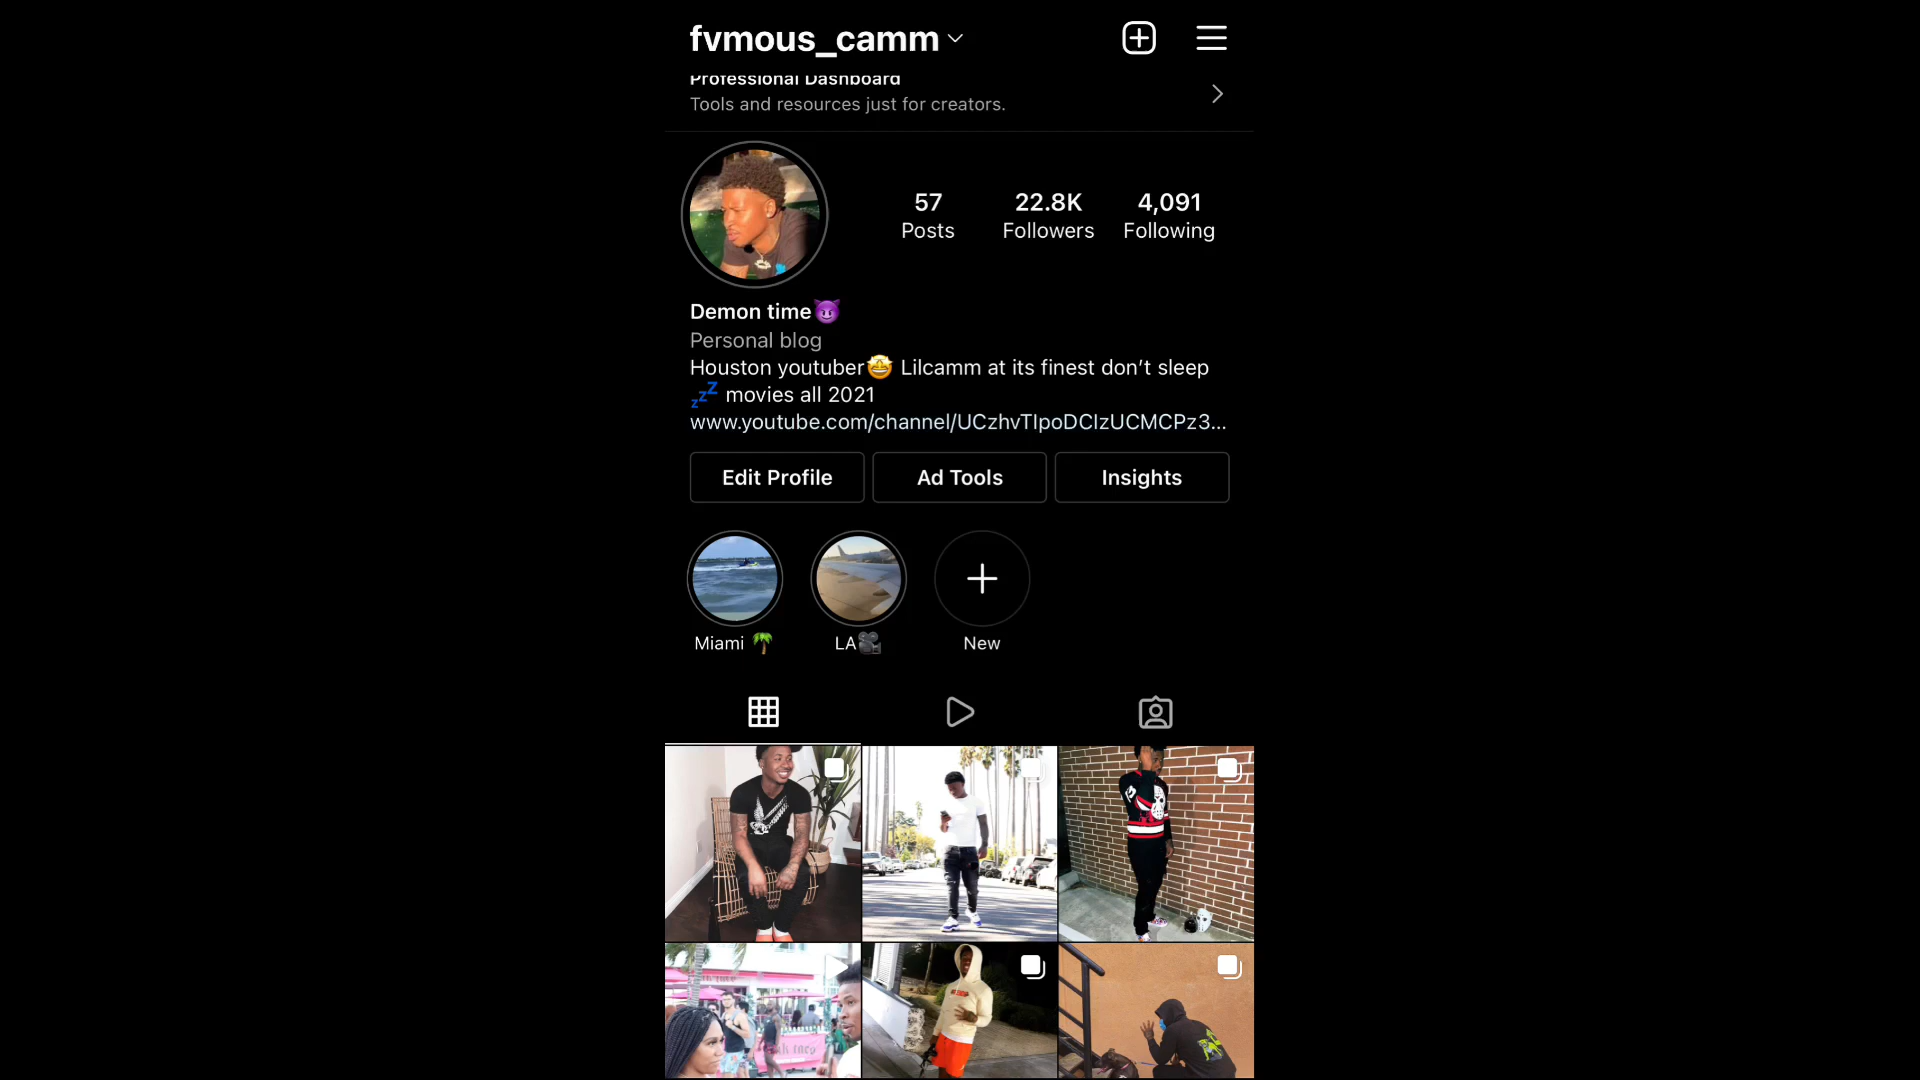 fvmous_camm
Professional Dashboard
Tools and resources just for creators.
57
Posts
22.8K
Followers
4,091
Following
Demon time😈
Personal blog
Houston youtuber🤩 Lilcamm at its finest don’t sleep
💤 movies all 2021
www.youtube.com/channel/UCzhvTIpoDCIzUCMCPz3...
Edit Profile
Ad Tools
Insights
Miami 🌴
LA🎥
New